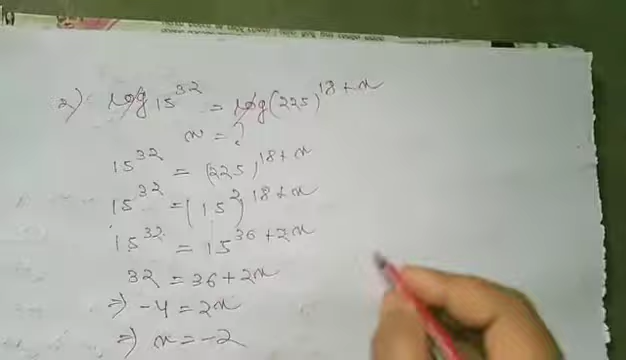 2) log 15^32 = log(225)^18+x
x = ?
15^32 = (225)^18+x
15^32 = (15^2)^18+x
15^32 = 15^36+2x
32 = 36+2x
⇒ -4 = 2x
⇒ x = -2